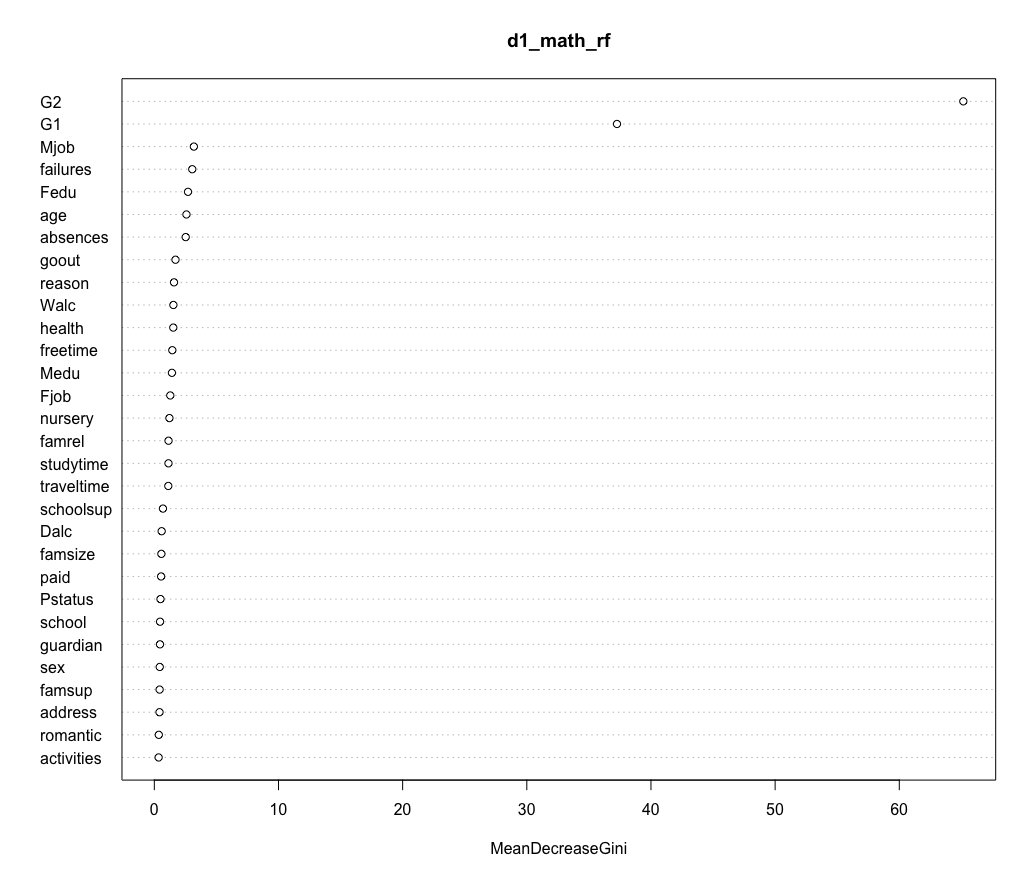 d1_math_rf
G2
G1
Mjob
failures
Fedu
age
absences
goout
reason
Walc
health
freetime
Medu
Fjob
nursery
famrel
studytime
traveltime
schoolsup
Dalc
famsize
paid
Pstatus
school
guardian
sex
famsup
address
romantic
activities
0 10 20 30 40 50 60
MeanDecreaseGini